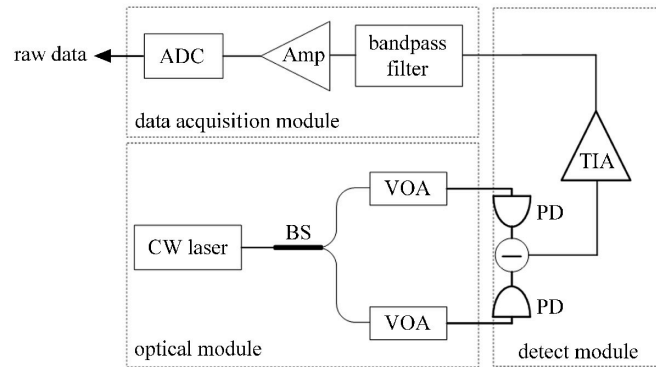 raw data
ADC
Amp
bandpass
filter
data acquisition module
TIA
VOA
PD
BS
CW laser
VOA
PD
optical module
detect module